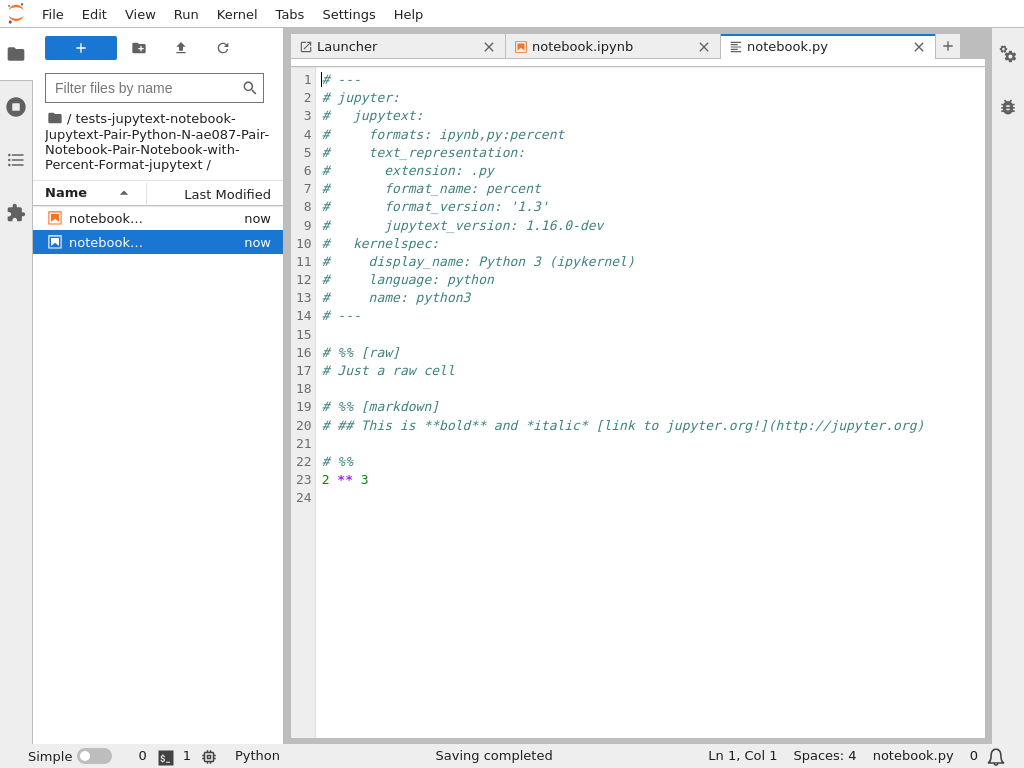 File Edit View Run Kernel Tabs Settings Help
Launcher
notebook.ipynb
notebook.py
Filter files by name
/ tests-jupytext-notebook-
Jupytext-Pair-Python-N-ae087-Pair-
Notebook-Pair-Notebook-with-
Percent-Format-jupytext /
Name Last Modified
notebook… now
notebook… now
1 # ---
2 # jupyter:
3 #   jupytext:
4 #     formats: ipynb,py:percent
5 #     text_representation:
6 #       extension: .py
7 #       format_name: percent
8 #       format_version: '1.3'
9 #       jupytext_version: 1.16.0-dev
10 #   kernelspec:
11 #     display_name: Python 3 (ipykernel)
12 #     language: python
13 #     name: python3
14 # ---
15
16 # %% [raw]
17 # Just a raw cell
18
19 # %% [markdown]
20 # ## This is **bold** and *italic* [link to jupyter.org!](http://jupyter.org)
21
22 # %%
23 2 ** 3
24
Simple 0 $_ 1 Python Saving completed Ln 1, Col 1 Spaces: 4 notebook.py 0